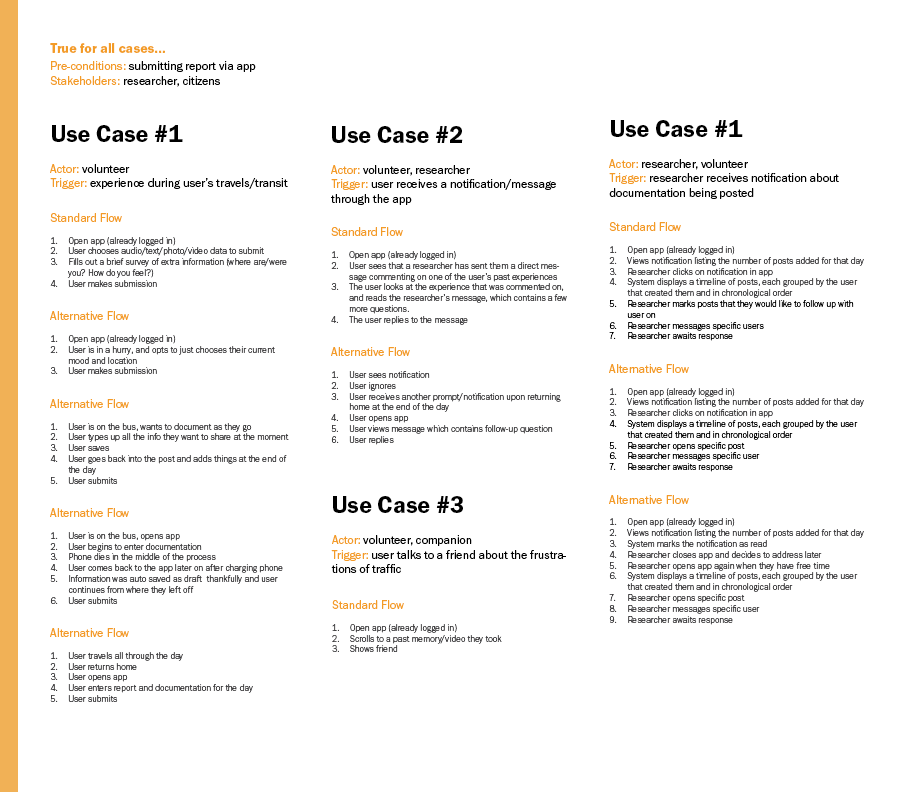 True for all cases...
Pre-conditions: submitting report via app
Stakeholders: researcher, citizens
Use Case #1
Actor: volunteer
Trigger: experience during user's travels/transit
Standard Flow
1. Open app (already logged in)
2. User chooses audio/text/photo/video data to submit
3. Fills out a brief survey of extra information (where are/were
you? How do you feel?)
4. User makes submission
Alternative Flow
1. Open app (already logged in)
2. User is in a hurry, and opts to just chooses their current
mood and location
3. User makes submission
Alternative Flow
1. User is on the bus, wants to document as they go
2. User types up all the info they want to share at the moment
3. User saves
4. User goes back into the post and adds things at the end of
the day
5. User submits
Alternative Flow
1. User is on the bus, opens app
2. User begins to enter documentation
3. Phone dies in the middle of the process
4. User comes back to the app later on after charging phone
5. Information was auto saved as draft thankfully and user
continues from where they left off
6. User submits
Alternative Flow
1. User travels all through the day
2. User returns home
3. User opens app
4. User enters report and documentation for the day
5. User submits
Use Case #2
Actor: volunteer, researcher
Trigger: user receives a notification/message
through the app
Standard Flow
1. Open app (already logged in)
2. User sees that a researcher has sent them a direct mes-
sage commenting on one of the user's past experiences
3. The user looks at the experience that was commented on,
and reads the researcher's message, which contains a few
more questions.
4. The user replies to the message
Alternative Flow
1. User sees notification
2. User ignores
3. User receives another prompt/notification upon returning
home at the end of the day
4. User opens app
5. User views message which contains follow-up question
6. User replies
Use Case #3
Actor: volunteer, companion
Trigger: user talks to a friend about the frustra-
tions of traffic
Standard Flow
1. Open app (already logged in)
2. Scrolls to a past memory/video they took
3. Shows friend
Use Case #1
Actor: researcher, volunteer
Trigger: researcher receives notification about
documentation being posted
Standard Flow
1. Open app (already logged in)
2. Views notification listing the number of posts added for that day
3. Researcher clicks on notification in app
4. System displays a timeline of posts, each grouped by the user
that created them and in chronological order
5. Researcher marks posts that they would like to follow up with
user on
6. Researcher messages specific users
7. Researcher awaits response
Alternative Flow
1. Open app (already logged in)
2. Views notification listing the number of posts added for that day
3. Researcher clicks on notification in app
4. System displays a timeline of posts, each grouped by the user
that created them and in chronological order
5. Researcher opens specific post
6. Researcher messages specific user
7. Researcher awaits response
Alternative Flow
1. Open app (already logged in)
2. Views notification listing the number of posts added for that day
3. System marks the notification as read
4. Researcher closes app and decides to address later
5. Researcher opens app again when they have free time
6. System displays a timeline of posts, each grouped by the user
that created them and in chronological order
7. Researcher opens specific post
8. Researcher messages specific user
9. Researcher awaits response